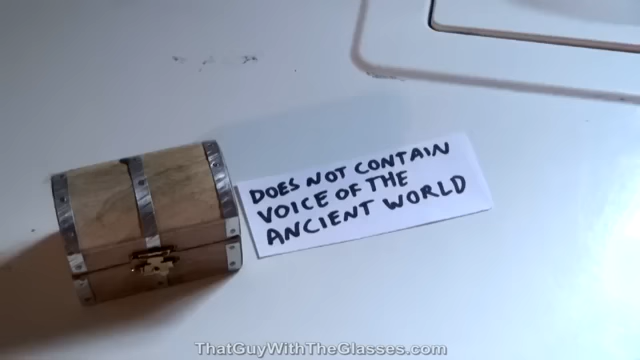 DOES NOT CONTAIN
VOICE OF THE
ANCIENT WORLD
ThatGuyWithTheGlasses.com